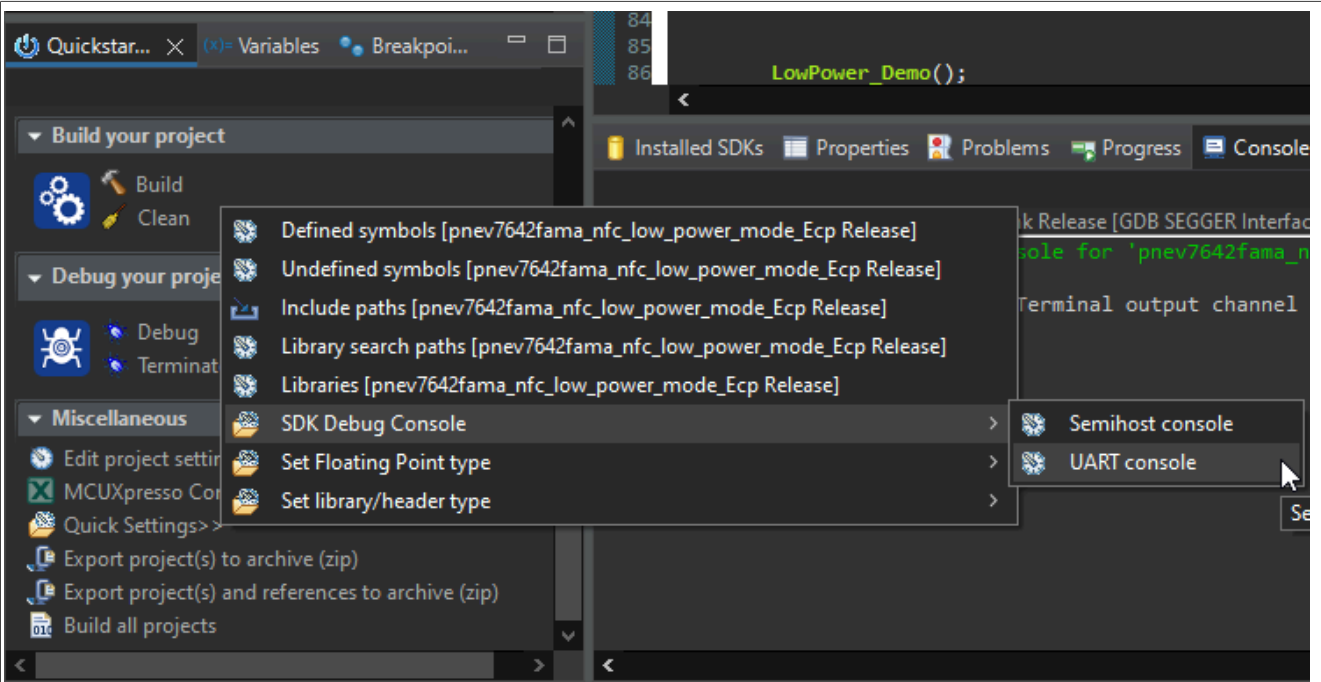 Quickstar...
(x)= Variables
Breakpoi...
84
85
86 LowPower_Demo();
Build your project
Build
Clean
Debug your proje
Debug
Terminat
Miscellaneous
Edit project settin
MCUXpresso Con
Quick Settings>>
Export project(s) to archive (zip)
Export project(s) and references to archive (zip)
Build all projects
Installed SDKs
Properties
Problems
Progress
Console
nk Release [GDB SEGGER Interfac
sole for 'pnev7642fama_n
Terminal output channel
Defined symbols [pnev7642fama_nfc_low_power_mode_Ecp Release]
Undefined symbols [pnev7642fama_nfc_low_power_mode_Ecp Release]
Include paths [pnev7642fama_nfc_low_power_mode_Ecp Release]
Library search paths [pnev7642fama_nfc_low_power_mode_Ecp Release]
Libraries [pnev7642fama_nfc_low_power_mode_Ecp Release]
SDK Debug Console
Set Floating Point type
Set library/header type
Semihost console
UART console
Se